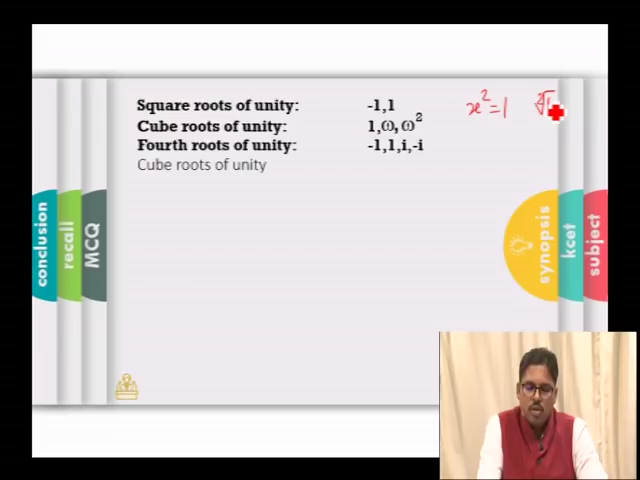 Square roots of unity: -1,1
x² = 1
Cube roots of unity: 1,ω, ω²
Fourth roots of unity: -1,1,i,-i
Cube roots of unity
conclusion
recall
MCQ
synopsis
kcet
subject